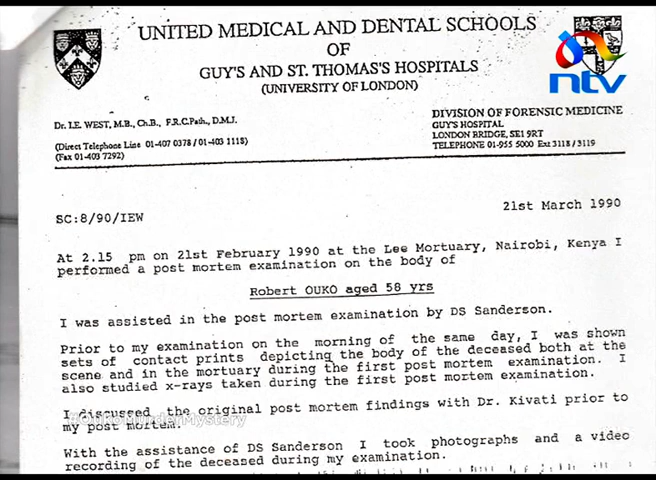 UNITED MEDICAL AND DENTAL SCHOOLS
OF
GUY'S AND ST. THOMAS'S HOSPITALS
(UNIVERSITY OF LONDON)
ntv
Dr. I.E. WEST, M.B., Ch.B., F.R.C.Path., D.M.J.
(Direct Telephone Line 01-407 0378 / 01-403 1118)
(Fax 01-403 7292)
DIVISION OF FORENSIC MEDICINE
GUY'S HOSPITAL
LONDON BRIDGE, SE1 9RT
TELEPHONE 01-955 5000 Ext 3118 / 3119
SC:8/90/IEW
21st March 1990
At 2.15 pm on 21st February 1990 at the Lee Mortuary, Nairobi, Kenya I
performed a post mortem examination on the body of
Robert OUKO aged 58 yrs
I was assisted in the post mortem examination by DS Sanderson.
Prior to my examination on the morning of the same day, I was shown
sets of contact prints depicting the body of the deceased both at the
scene and in the mortuary during the first post mortem examination. I
also studied x-rays taken during the first post mortem examination.
I discussed the original post mortem findings with Dr. Kivati prior to
my post mortem.
With the assistance of DS Sanderson I took photographs and a video
recording of the deceased during my examination.